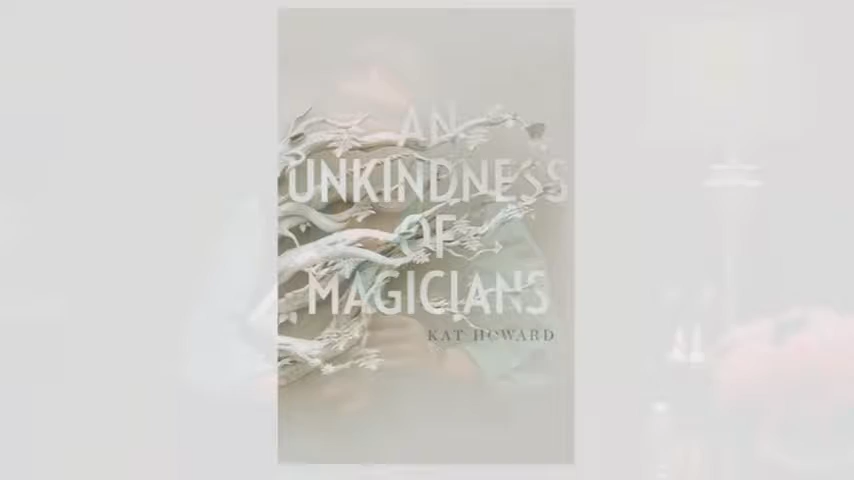 AN
UNKINDNESS
OF
MAGICIANS
KAT HOWARD